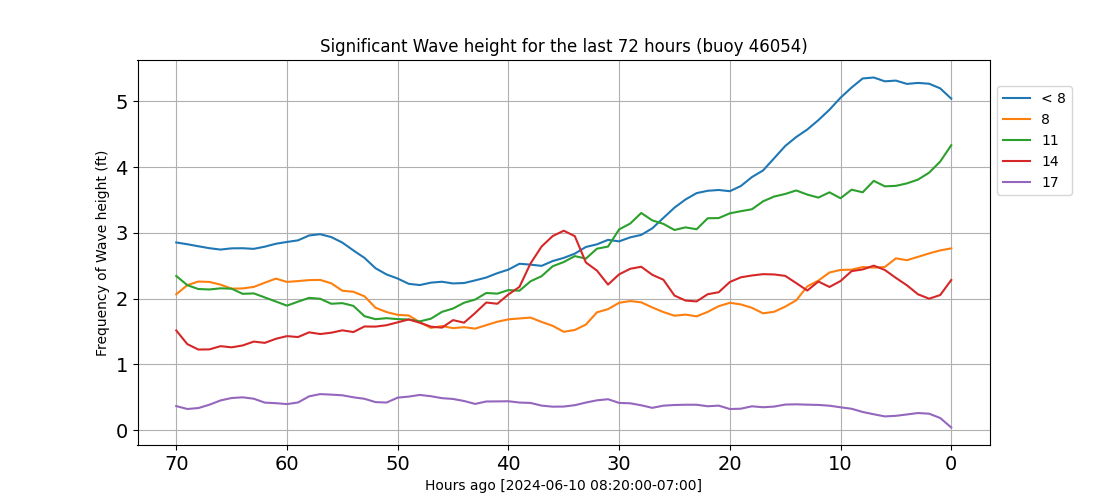 Significant Wave height for the last 72 hours (buoy 46054)
Frequency of Wave height (ft)
5
4
3
2
1
0
70 60 50 40 30 20 10 0
Hours ago [2024-06-10 08:20:00-07:00]
< 8
8
11
14
17